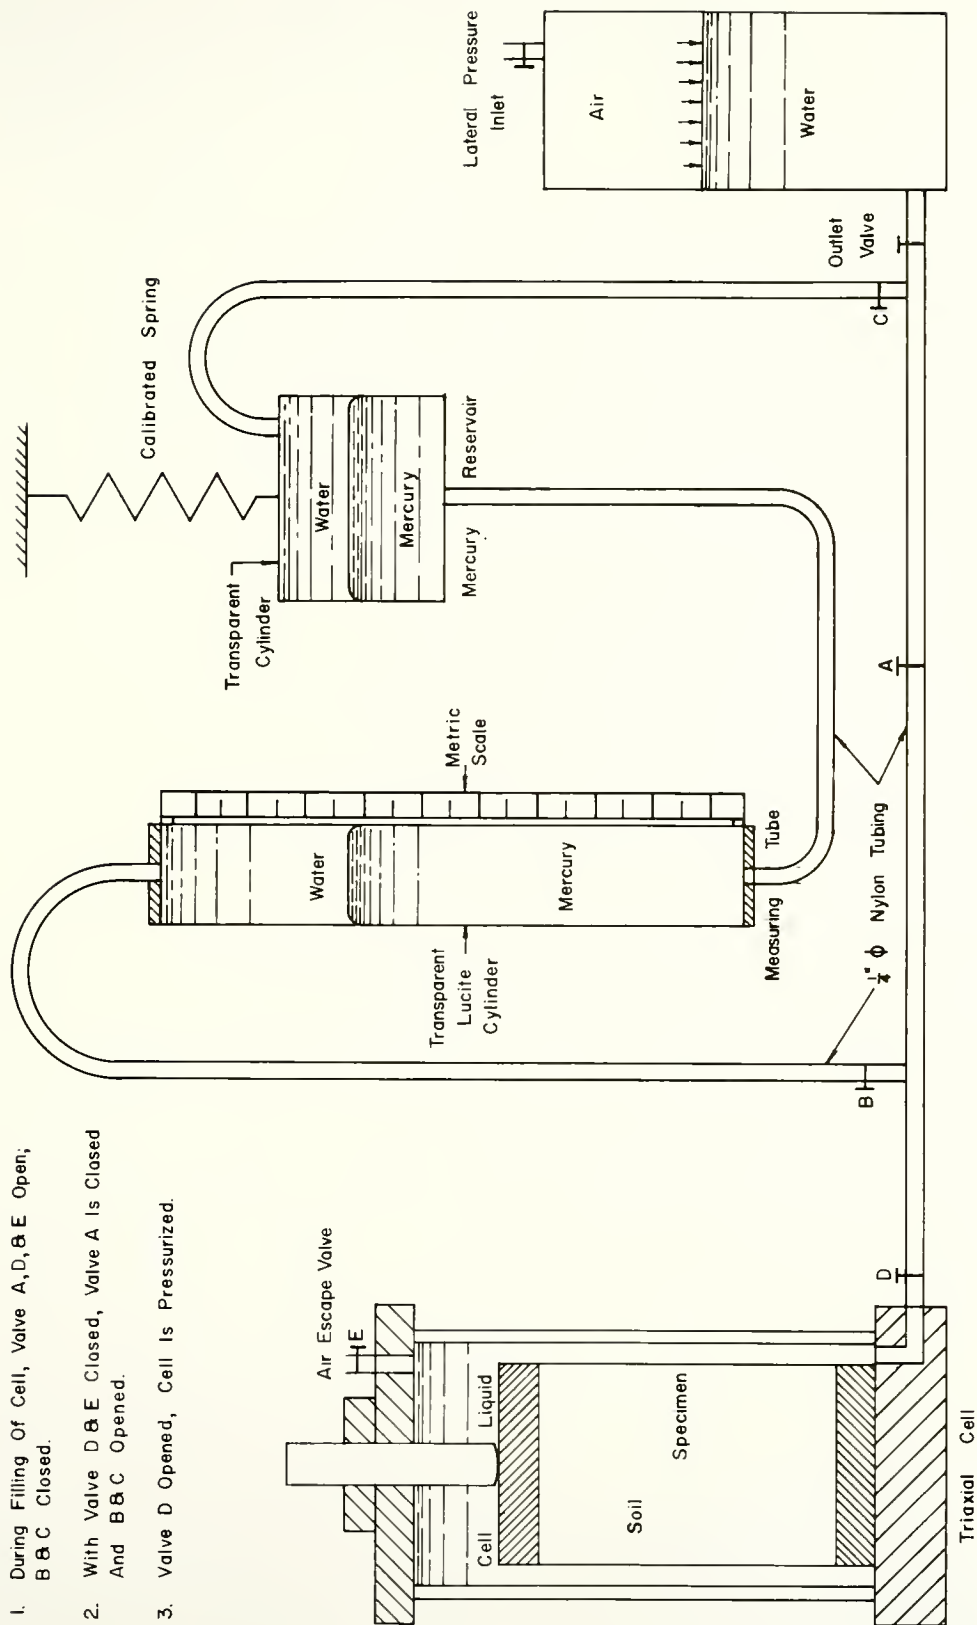 1. During Filling Of Cell, Valve A,D,&E Open;
B&C Closed.
2. With Valve D&E Closed, Valve A Is Closed
And B&C Opened.
3. Valve D Opened, Cell Is Pressurized.
Calibrated Spring
Lateral Pressure
Inlet
Transparent
Cylinder
Water
Mercury
Mercury Reservoir
Air
Water
Outlet
Valve
C
Metric
Scale
Water
Mercury
Transparent
Lucite
Cylinder
Measuring Tube
A
1/4" ϕ Nylon Tubing
B
Air Escape Valve
E
D
Cell Liquid
Soil Specimen
Triaxial Cell